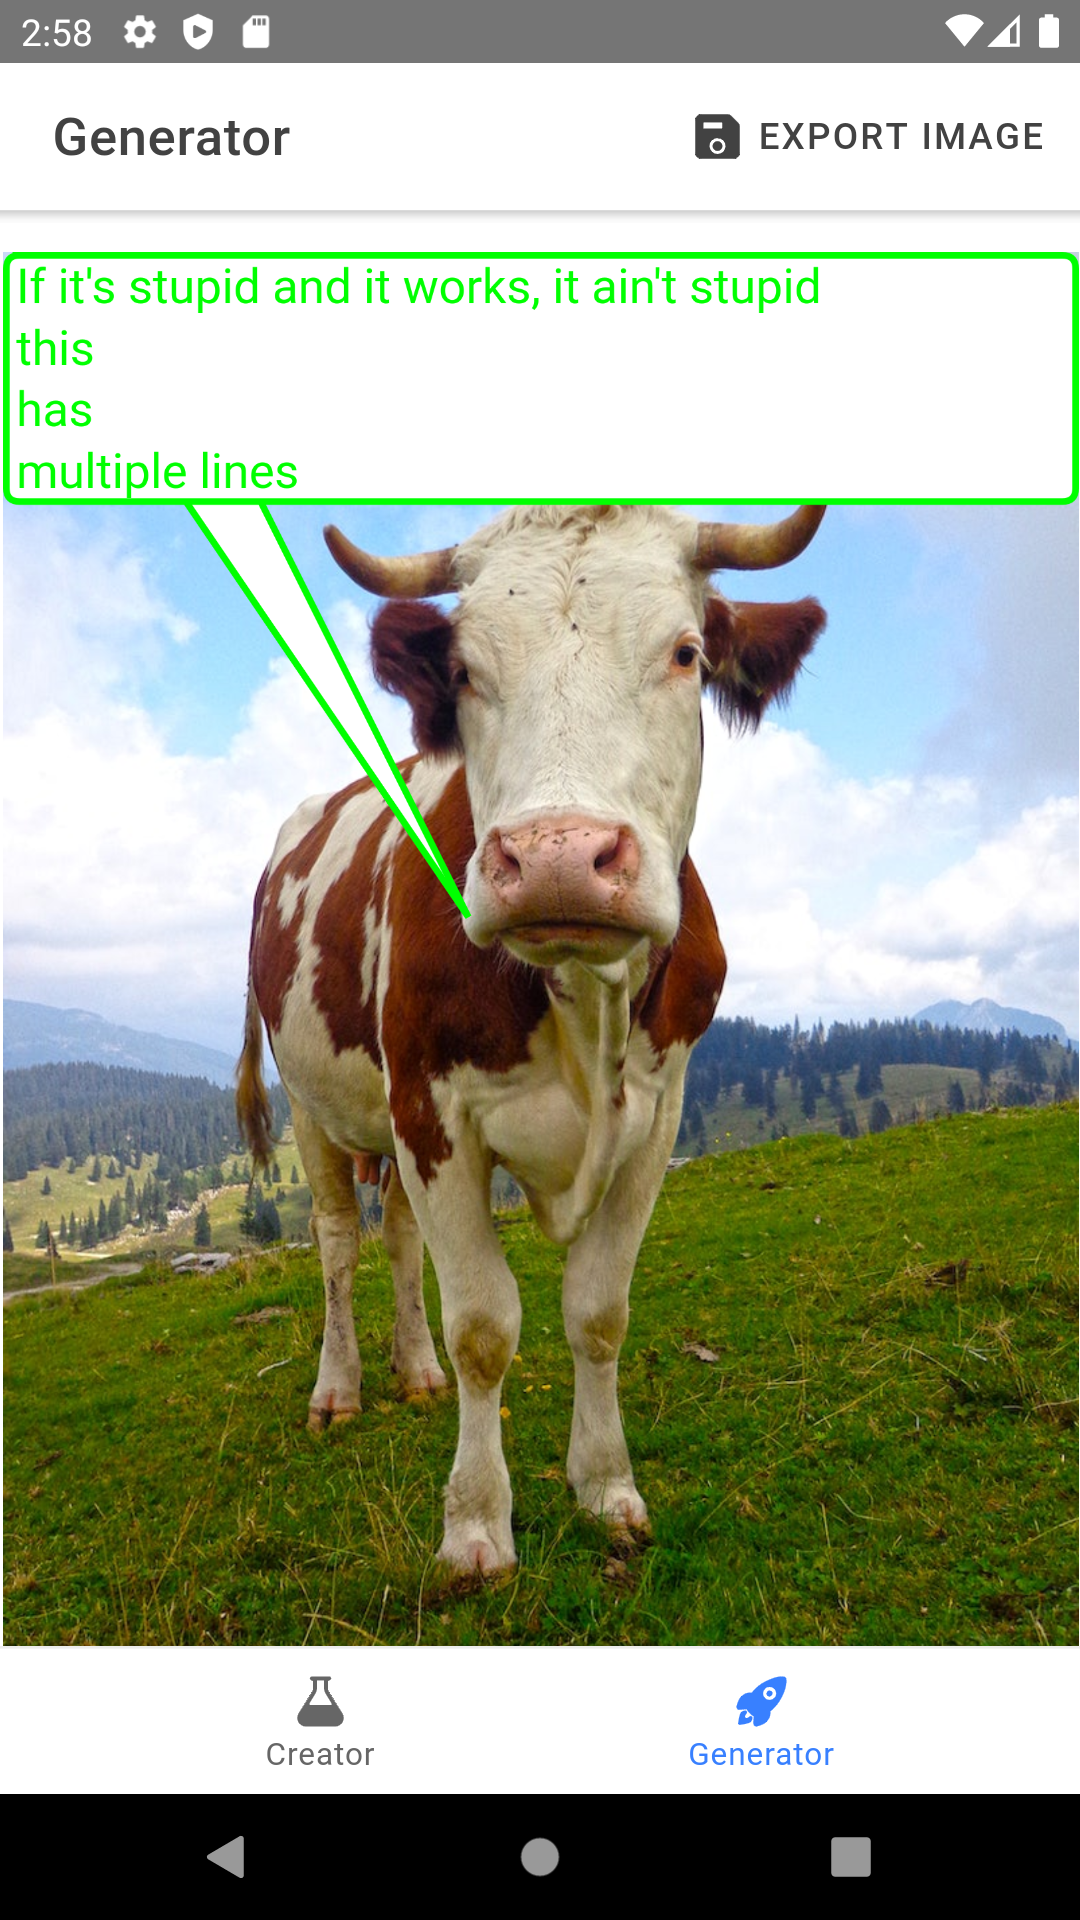 2:58
Generator
EXPORT IMAGE
If it's stupid and it works, it ain't stupid
this
has
multiple lines
Creator
Generator